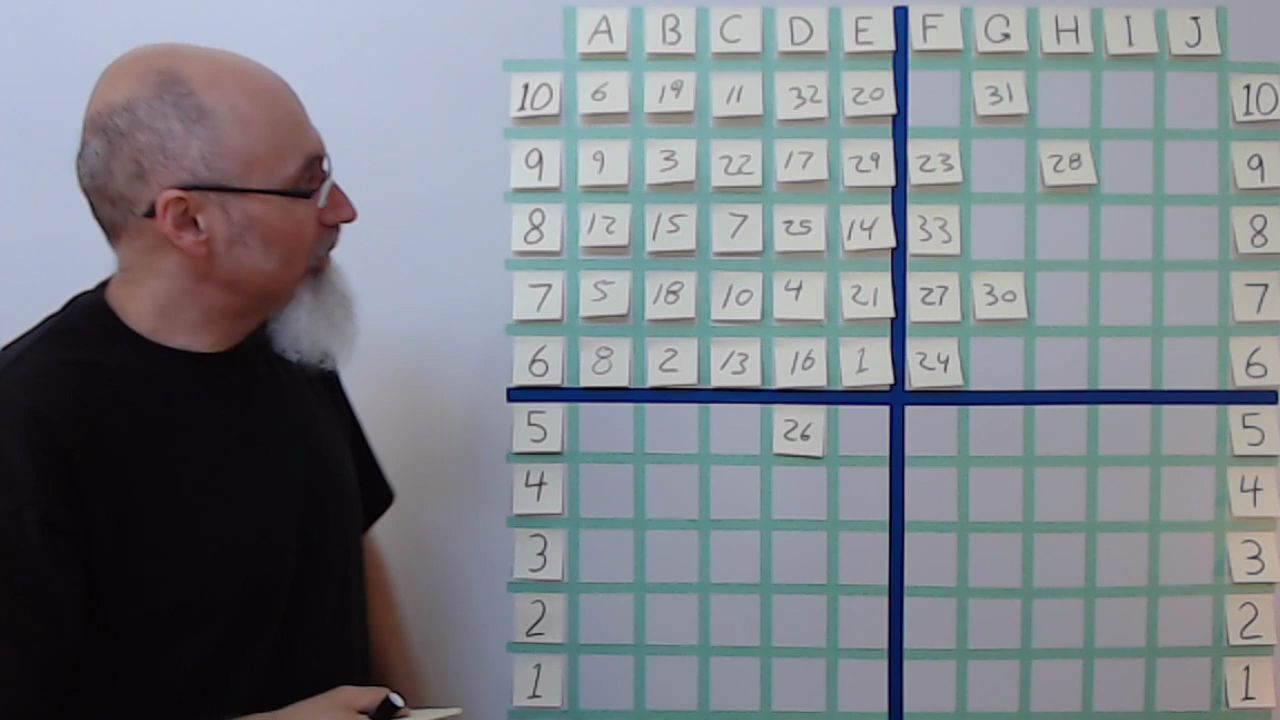 A B C D E F G H I J
10 6 19 11 32 20 31 10
9 9 3 22 17 29 23 28 9
8 12 15 7 25 14 33 8
7 5 18 10 4 21 27 30 7
6 8 2 13 16 1 24 6
5 26 5
4 4
3 3
2 2
1 1